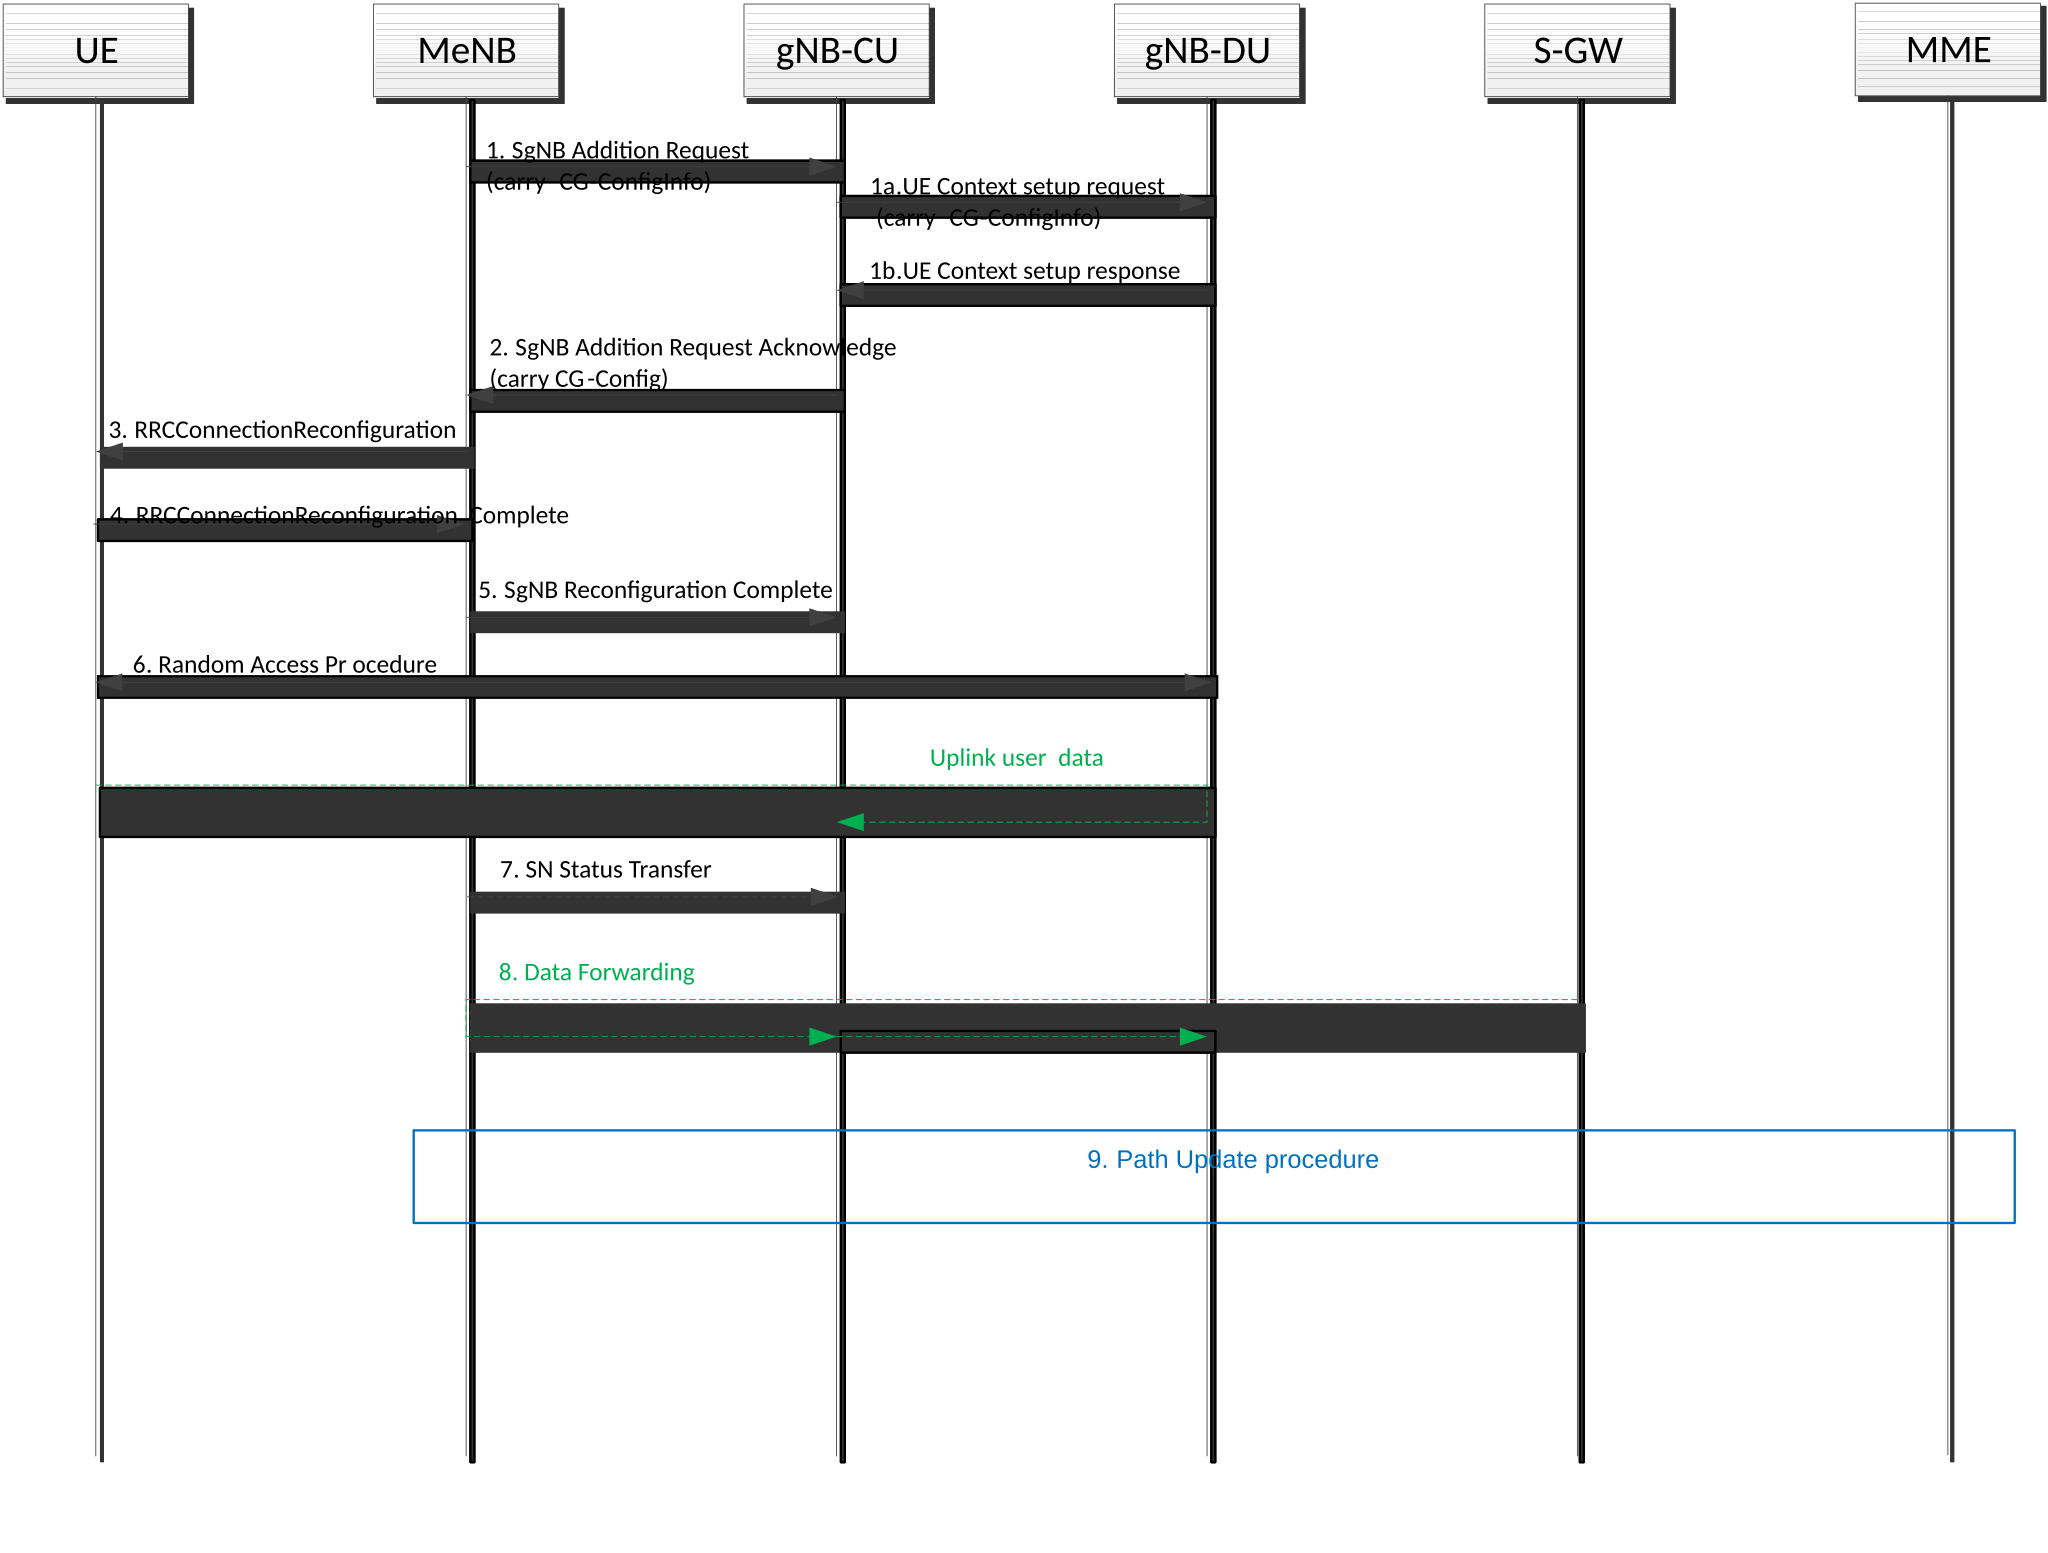 UE
MeNB
gNB-CU
gNB-DU
S-GW
MME
1. SgNB Addition Request
(carry CG-ConfigInfo)
1a.UE Context setup request
(carry CG-ConfigInfo)
1b.UE Context setup response
2. SgNB Addition Request Acknowledge
(carry CG-Config)
3. RRCConnectionReconfiguration
4. RRCConnectionReconfiguration Complete
5. SgNB Reconfiguration Complete
6. Random Access Pr ocedure
Uplink user data
7. SN Status Transfer
8. Data Forwarding
9. Path Update procedure